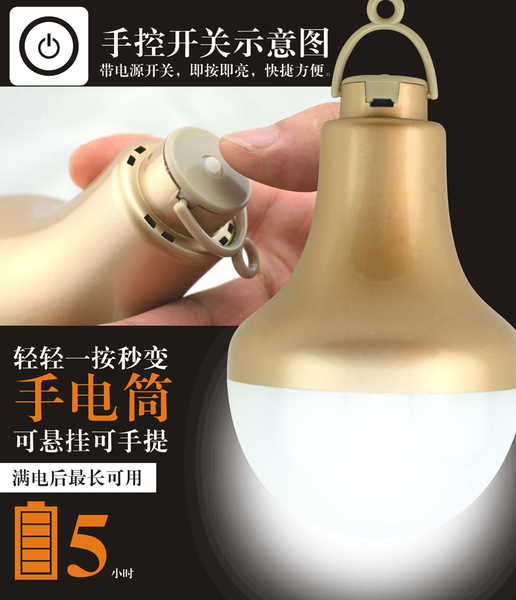 手控开关示意图
带电源开关，即按即亮，快捷方便。
轻轻一按秒变
手电筒
可悬挂可手提
满电后最长可用
5小时